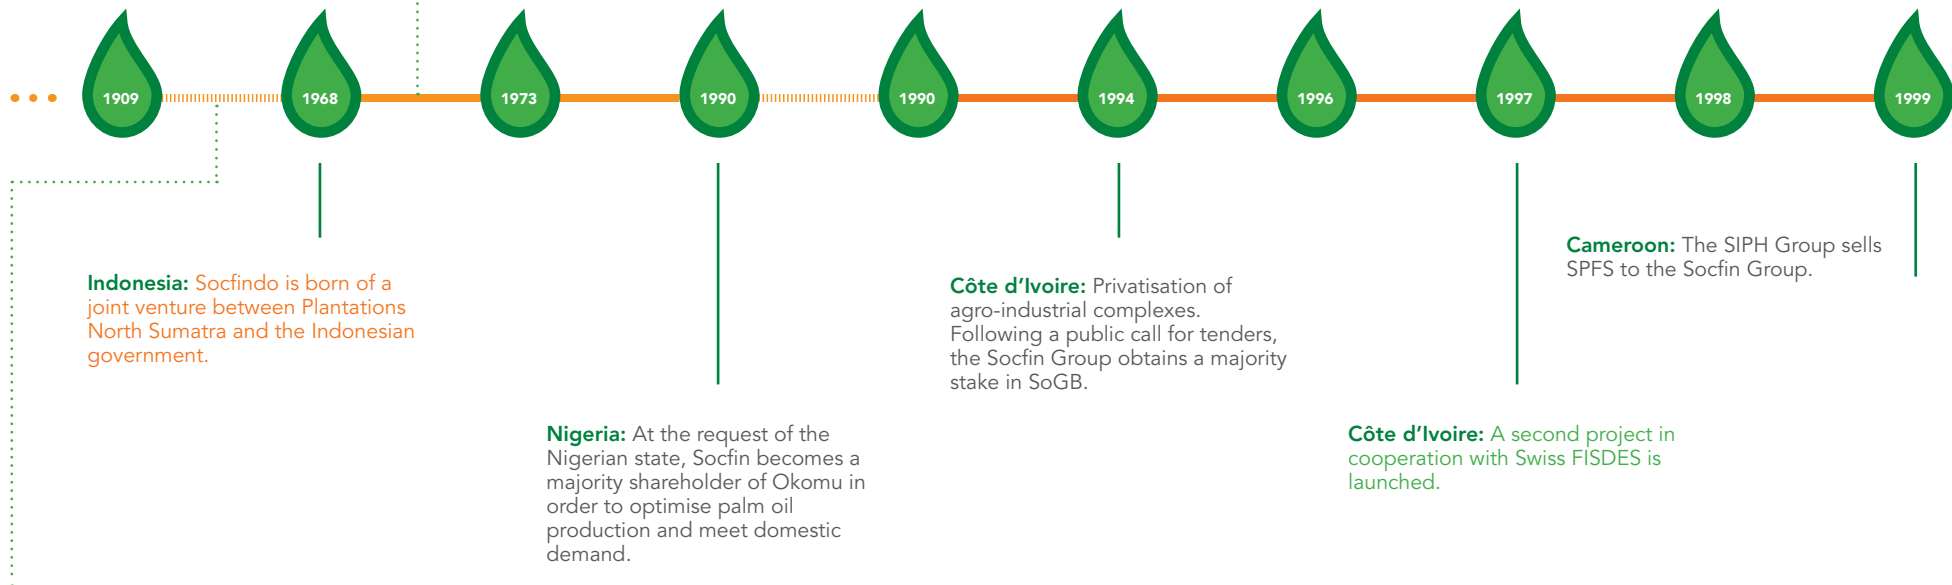 1909
1968
1973
1990
1990
1994
1996
1997
1998
1999
Indonesia: Socfindo is born of a
joint venture between Plantations
North Sumatra and the Indonesian
government.
Nigeria: At the request of the
Nigerian state, Socfin becomes a
majority shareholder of Okomu in
order to optimise palm oil
production and meet domestic
demand.
Côte d’Ivoire: Privatisation of
agro-industrial complexes.
Following a public call for tenders,
the Socfin Group obtains a majority
stake in SoGB.
Côte d’Ivoire: A second project in
cooperation with Swiss FISDES is
launched.
Cameroon: The SIPH Group sells
SPFS to the Socfin Group.